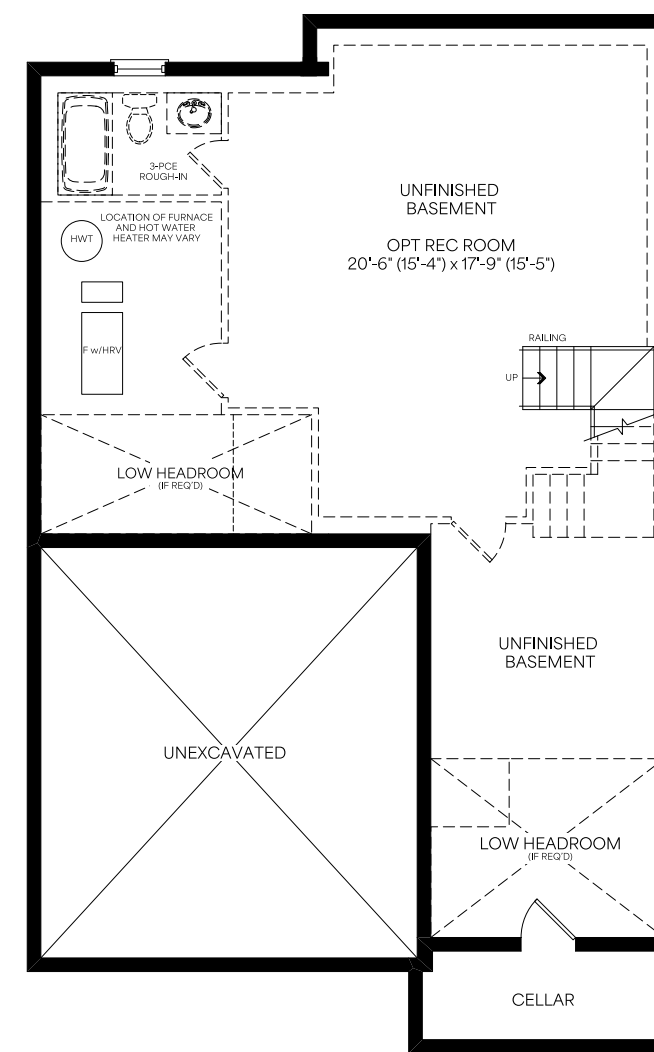 3-PCE
ROUGH-IN
LOCATION OF FURNACE
AND HOT WATER
HEATER MAY VARY
HWT
F w/HRV
UNFINISHED
BASEMENT
OPT REC ROOM
20'-6" (15'-4") x 17'-9" (15'-5")
RAILING
UP
LOW HEADROOM
(IF REQ'D)
UNFINISHED
BASEMENT
UNEXCAVATED
LOW HEADROOM
(IF REQ'D)
CELLAR